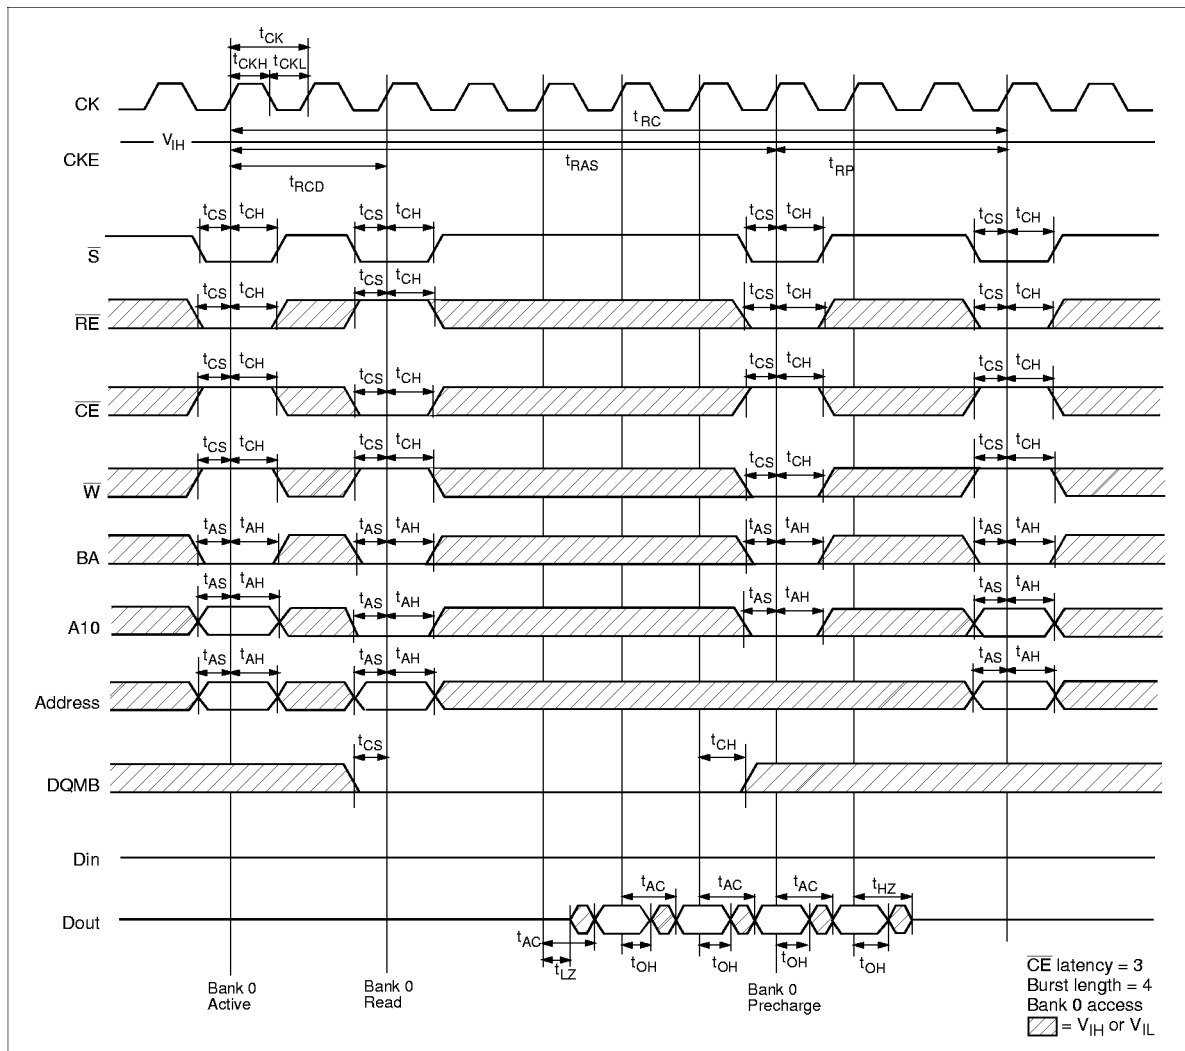 tCK
tCKH tCKL
CK
tRC
VIH
CKE
tRAS tRP
tRCD
tCS tCH tCS tCH tCS tCH tCS tCH
S
tCS tCH
tCS tCH tCS tCH tCS tCH
RE
tCS tCH tCS tCH tCS tCH tCS tCH
CE
tCS tCH tCS tCH tCS tCH tCS tCH
W
tAS tAH tAS tAH tAS tAH tAS tAH
BA
tAS tAH tAS tAH tAS tAH tAS tAH
A10
tAS tAH tAS tAH tAS tAH
Address
tCS tCH
DQMB
Din
tAC tAC tAC tHZ
Dout
tAC
tLZ
tOH tOH tOH tOH
Bank 0
Active
Bank 0
Read
Bank 0
Precharge
CE latency = 3
Burst length = 4
Bank 0 access
= VIH or VIL